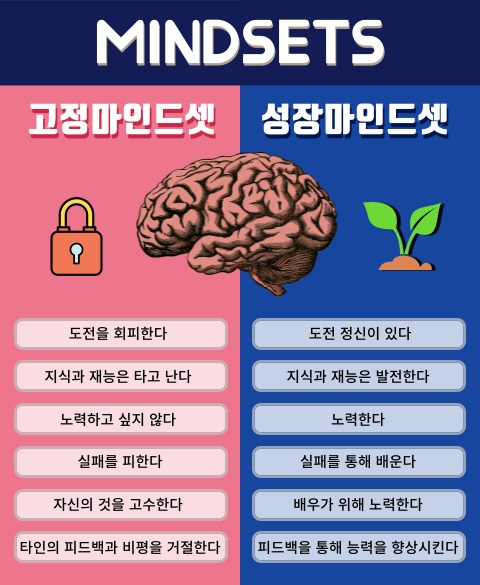 MINDSETS
고정마인드셋
성장마인드셋
도전을 회피한다
지식과 재능은 타고 난다
노력하고 싶지 않다
실패를 피한다
자신의 것을 고수한다
타인의 피드백과 비평을 거절한다
도전 정신이 있다
지식과 재능은 발전한다
노력한다
실패를 통해 배운다
배우가 위해 노력한다
피드백을 통해 능력을 향상시킨다